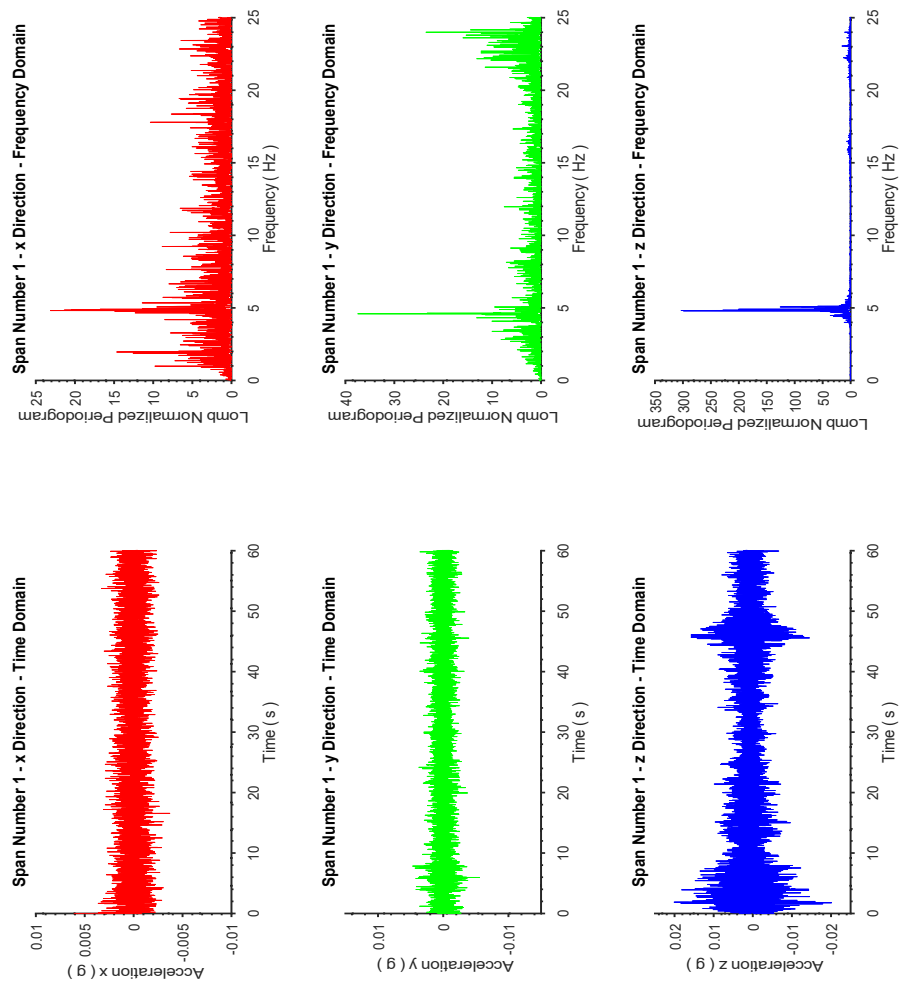 Span Number 1 - x Direction - Time Domain
0.01
0.005
0
-0.005
-0.01
Acceleration x ( g )
0 10 20 30 40 50 60
Time ( s )
Span Number 1 - x Direction - Frequency Domain
25
20
15
10
5
0
Lomb Normalized Periodogram
0 5 10 15 20 25
Frequency ( Hz )
Span Number 1 - y Direction - Time Domain
0.01
0
-0.01
Acceleration y ( g )
0 10 20 30 40 50 60
Time ( s )
Span Number 1 - y Direction - Frequency Domain
40
30
20
10
0
Lomb Normalized Periodogram
0 5 10 15 20 25
Frequency ( Hz )
Span Number 1 - z Direction - Time Domain
0.02
0.01
0
-0.01
-0.02
Acceleration z ( g )
0 10 20 30 40 50 60
Time ( s )
Span Number 1 - z Direction - Frequency Domain
350
300
250
200
150
100
50
0
Lomb Normalized Periodogram
0 5 10 15 20 25
Frequency ( Hz )